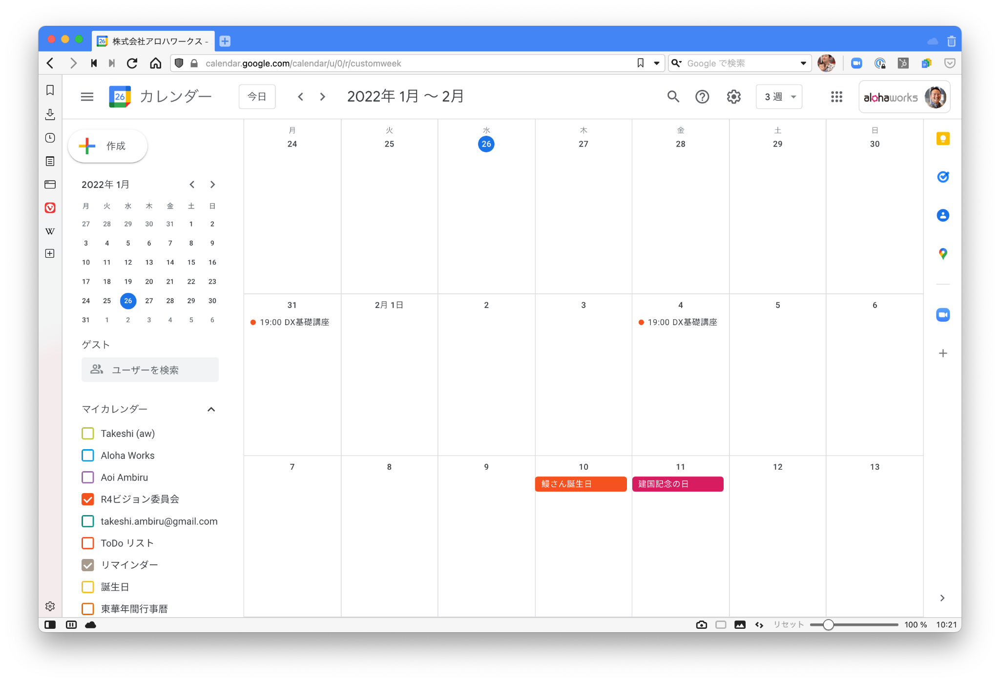 株式会社アロハワークス -
calendar.google.com/calendar/u/0/r/customweek
Google で検索
26
カレンダー
今日
2022年 1月 ～ 2月
3 週
alohaworks
作成
2022年 1月
月 火 水 木 金 土 日
27 28 29 30 31 1 2
3 4 5 6 7 8 9
10 11 12 13 14 15 16
17 18 19 20 21 22 23
24 25 26 27 28 29 30
31 1 2 3 4 5 6
ゲスト
ユーザーを検索
マイカレンダー
Takeshi (aw)
Aloha Works
Aoi Ambiru
R4ビジョン委員会
takeshi.ambiru@gmail.com
ToDo リスト
リマインダー
誕生日
東華年間行事暦
月 火 水 木 金 土 日
24 25 26 27 28 29 30
31 2月 1日 2 3 4 5 6
19:00 DX基礎講座 19:00 DX基礎講座
7 8 9 10 11 12 13
鰻さん誕生日 建国記念の日
リセット 100 % 10:21